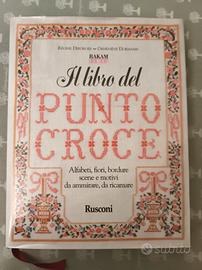 Régine Deforges — Geneviève Dormann
RAKAM
Il libro del
PUNTO
CROCE
Alfabeti, fiori, bordure
scene e motivi
da ammirare, da ricamare
Rusconi
subito